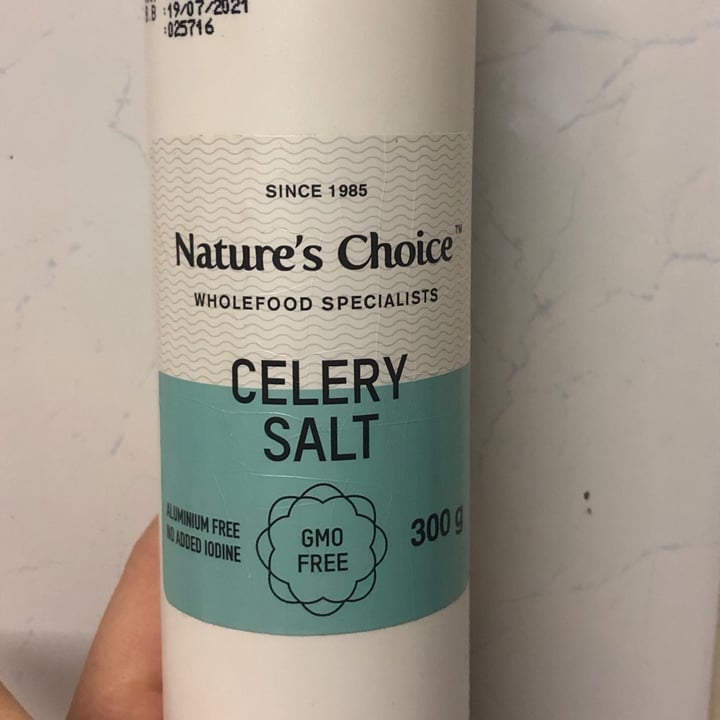 B.B :19/07/2021
:025716
SINCE 1985
Nature's Choice™
WHOLEFOOD SPECIALISTS
CELERY
SALT
ALUMINIUM FREE
NO ADDED IODINE
GMO
FREE
300 g